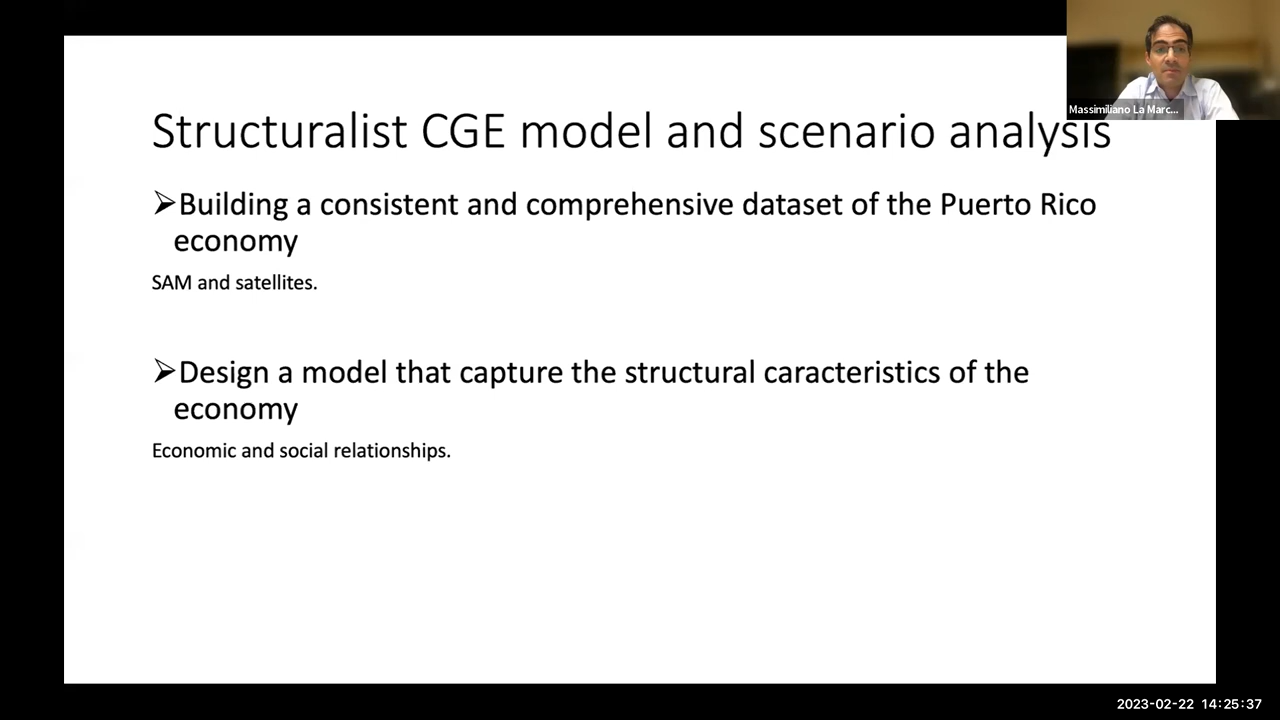 Massimiliano La Marc...
Structuralist CGE model and scenario analysis
➢Building a consistent and comprehensive dataset of the Puerto Rico
economy
SAM and satellites.
➢Design a model that capture the structural caracteristics of the
economy
Economic and social relationships.
2023-02-22 14:25:37